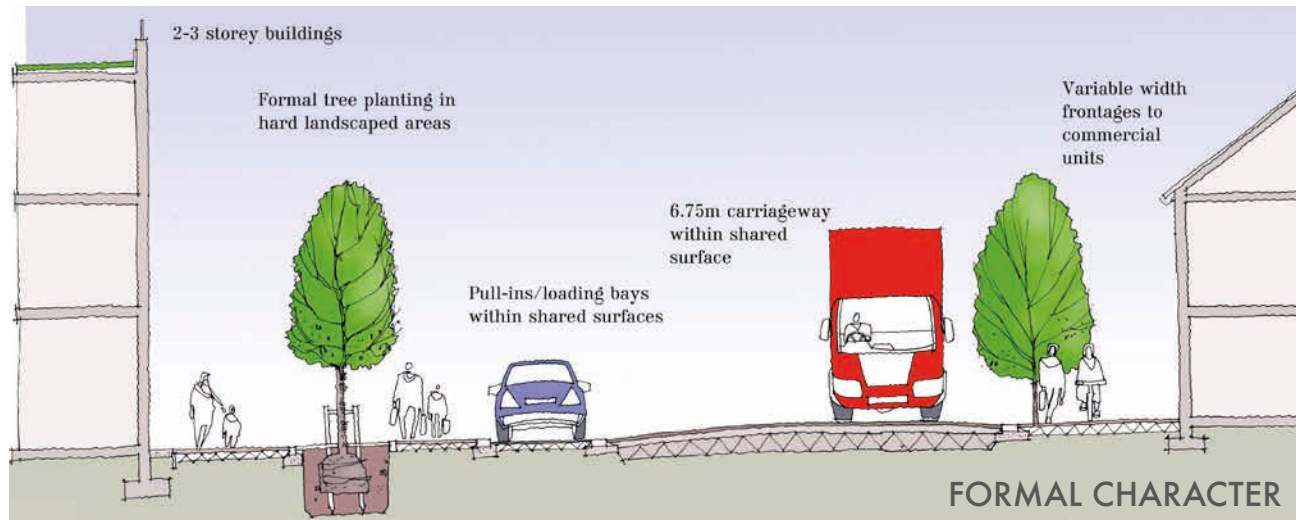 2-3 storey buildings
Formal tree planting in
hard landscaped areas
Pull-ins/loading bays
within shared surfaces
6.75m carriageway
within shared
surface
Variable width
frontages to
commercial
units
FORMAL CHARACTER